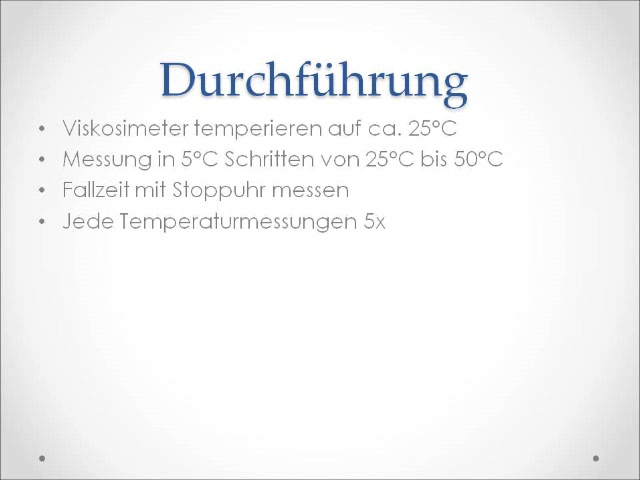 Durchführung
• Viskosimeter temperieren auf ca. 25°C
• Messung in 5°C Schritten von 25°C bis 50°C
• Fallzeit mit Stoppuhr messen
• Jede Temperaturmessungen 5x